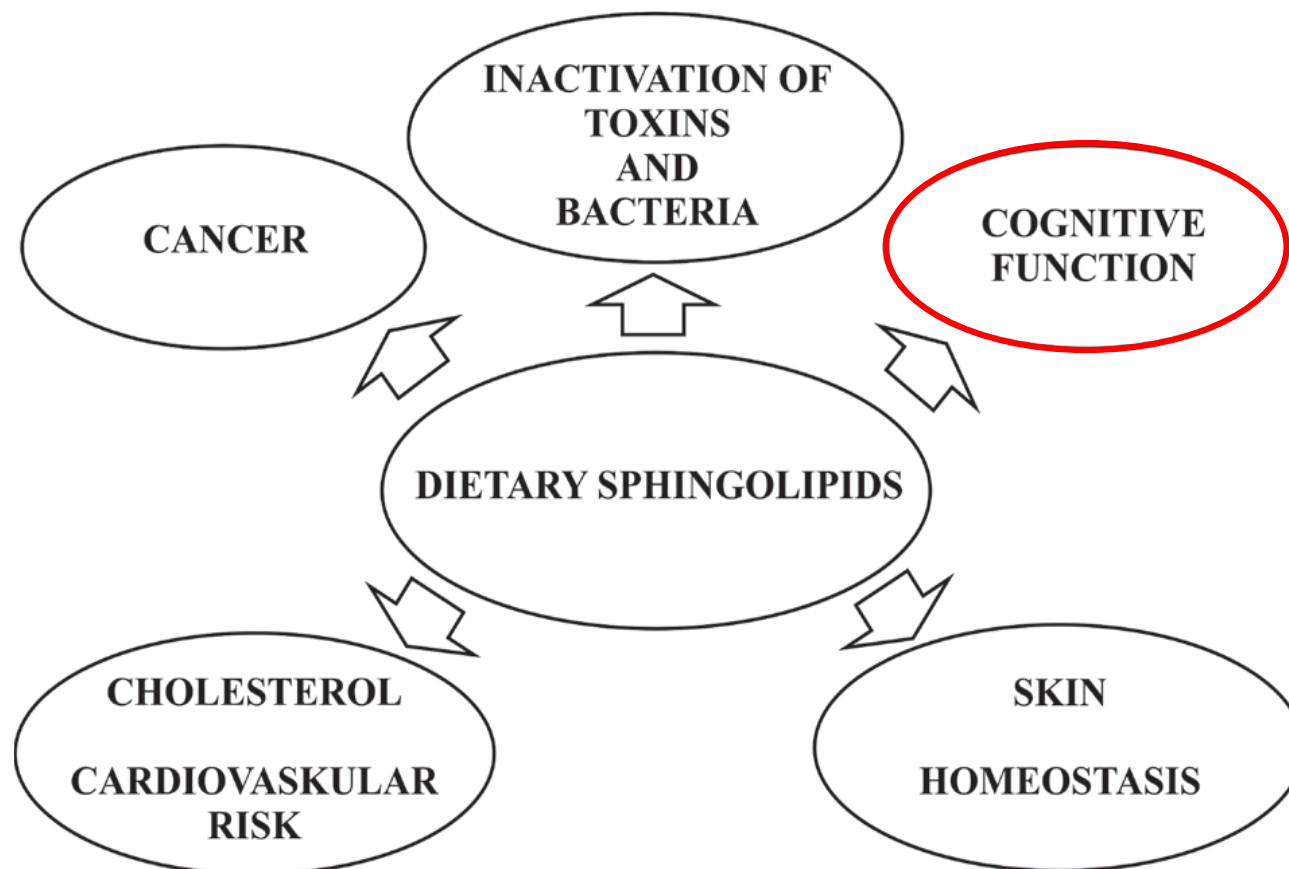 INACTIVATION OF
TOXINS
AND
BACTERIA
CANCER
COGNITIVE
FUNCTION
DIETARY SPHINGOLIPIDS
CHOLESTEROL
CARDIOVASKULAR
RISK
SKIN
HOMEOSTASIS